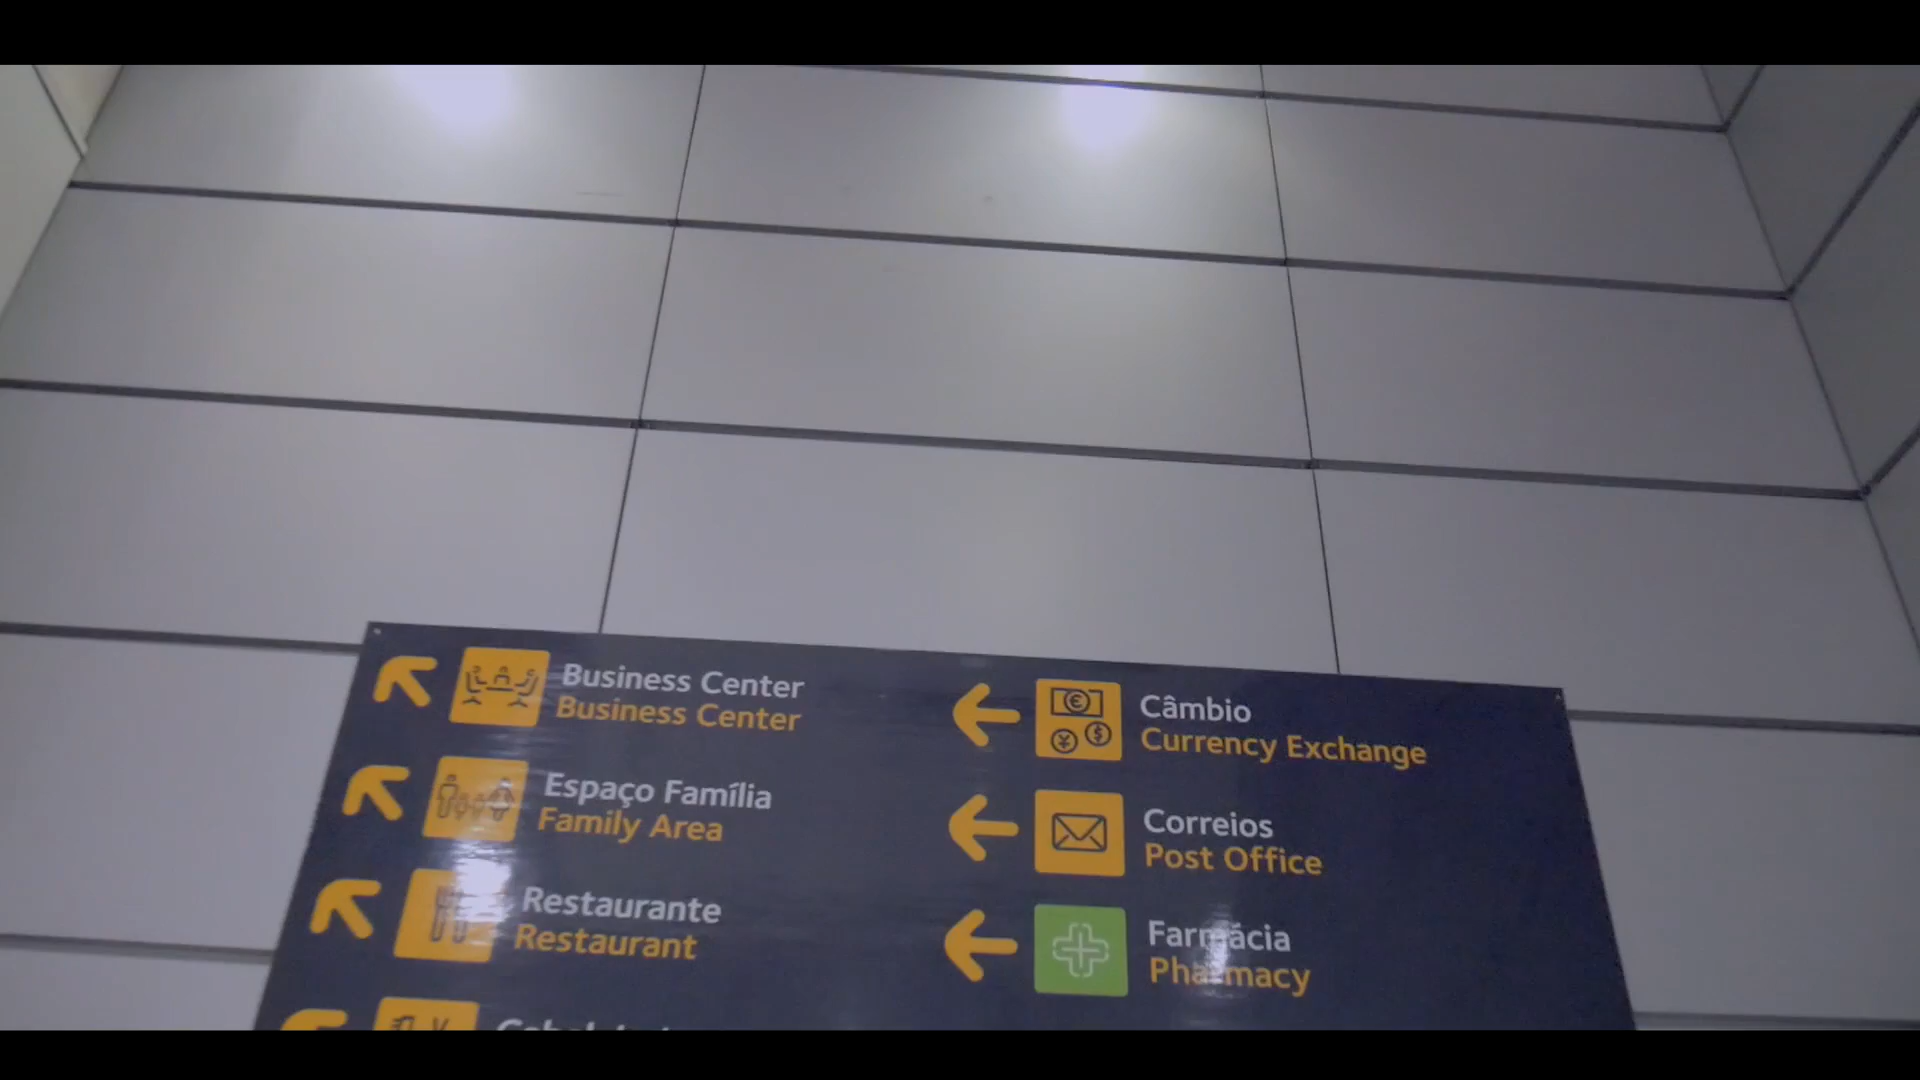 Business Center
Business Center
Espaço Família
Family Area
Restaurante
Restaurant
Câmbio
Currency Exchange
Correios
Post Office
Farmácia
Pharmacy